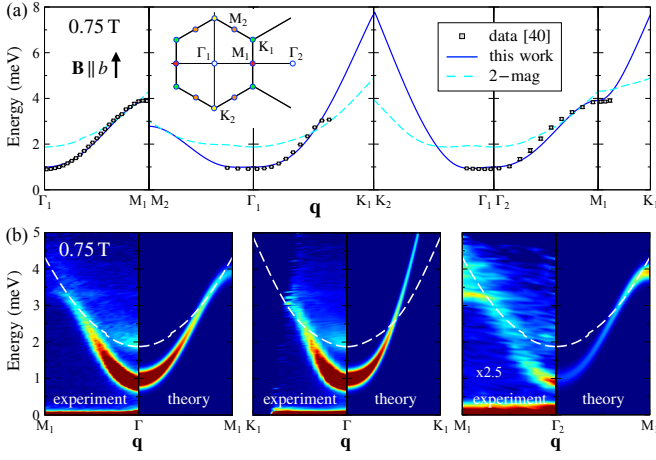 (a)
0.75 T
B ∥ b
Energy (meV)
8
6
4
2
0
M₂
K₁
Γ₁
M₁
Γ₂
K₂
data [40]
this work
2−mag
Γ₁ M₁ M₂ Γ₁ K₁ K₂ Γ₁ Γ₂ M₁ K₁
q
(b)
0.75 T
Energy (meV)
5
4
3
2
1
0
x2.5
experiment theory experiment theory experiment theory
M₁ Γ M₁ K₁ Γ K₁ M₁ Γ₂ M₁
q q q